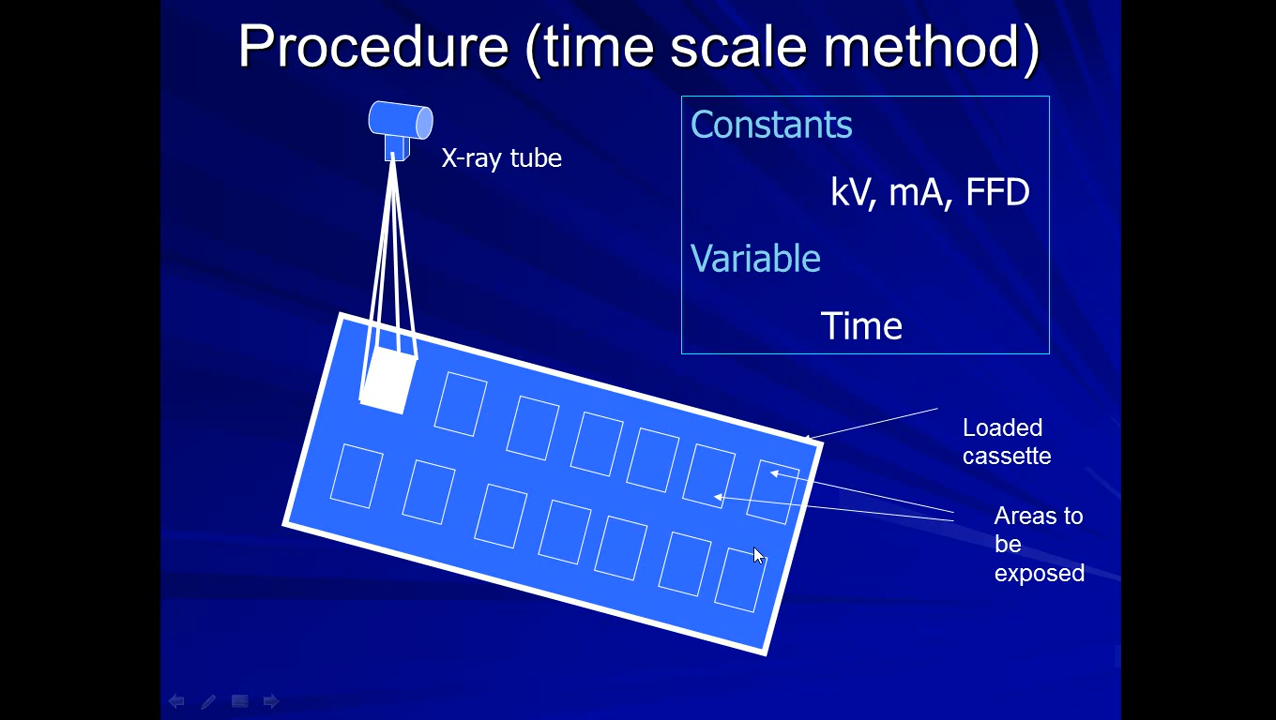 Procedure (time scale method)
X-ray tube
Constants
kV, mA, FFD
Variable
Time
Loaded
cassette
Areas to
be
exposed